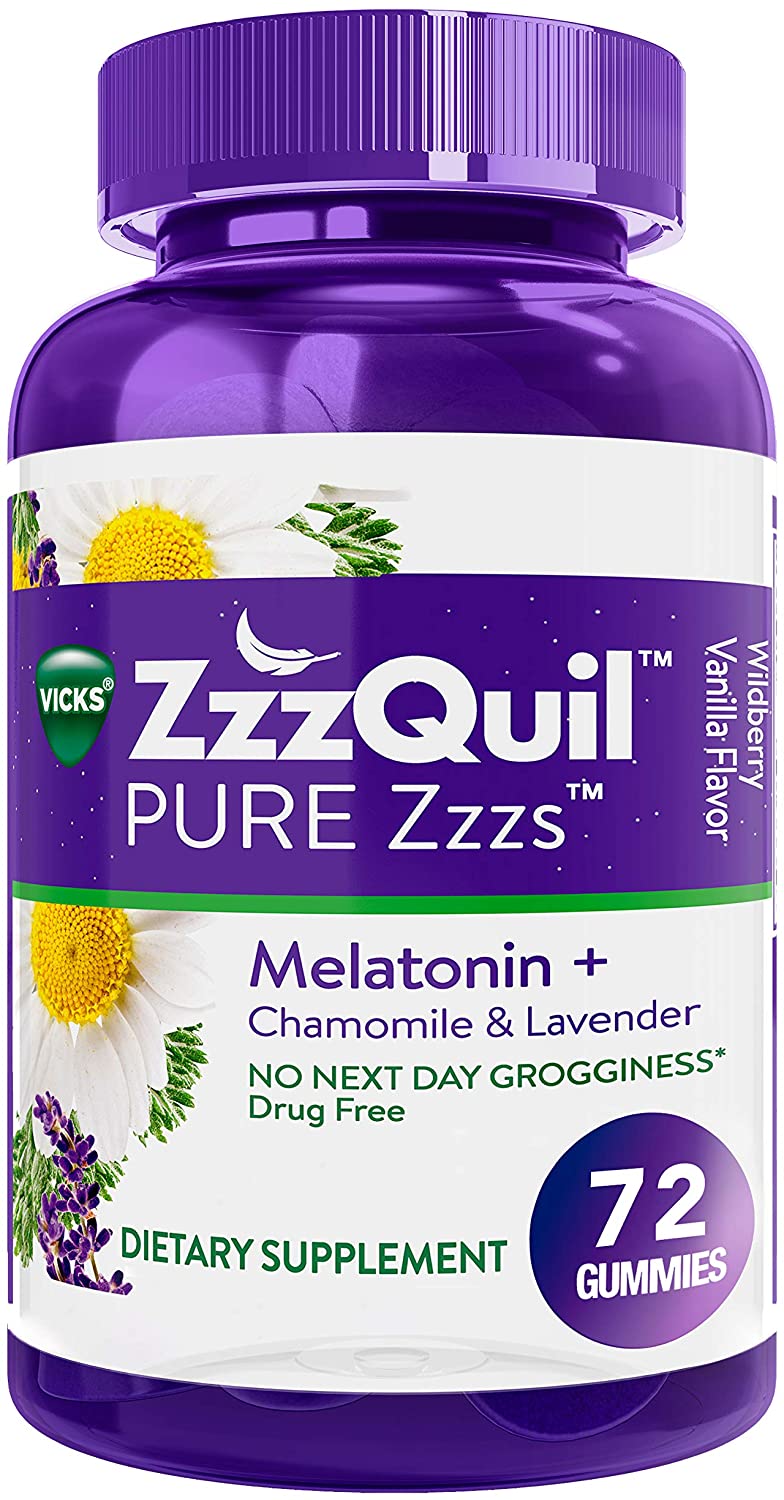 VICKS®
ZzzQuil™
PURE Zzzs™
Wildberry
Vanilla Flavor
Melatonin +
Chamomile & Lavender
NO NEXT DAY GROGGINESS*
Drug Free
DIETARY SUPPLEMENT
72
GUMMIES